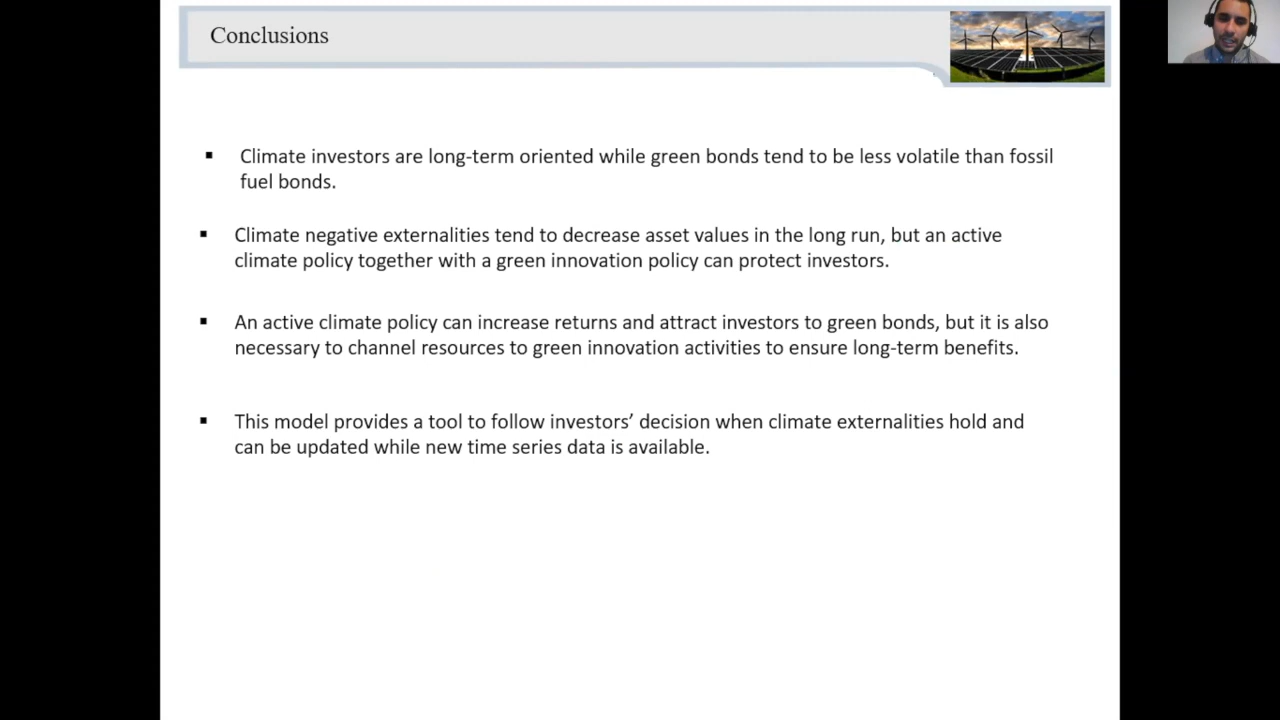 Conclusions
▪ Climate investors are long-term oriented while green bonds tend to be less volatile than fossil
fuel bonds.
▪ Climate negative externalities tend to decrease asset values in the long run, but an active
climate policy together with a green innovation policy can protect investors.
▪ An active climate policy can increase returns and attract investors to green bonds, but it is also
necessary to channel resources to green innovation activities to ensure long-term benefits.
▪ This model provides a tool to follow investors’ decision when climate externalities hold and
can be updated while new time series data is available.